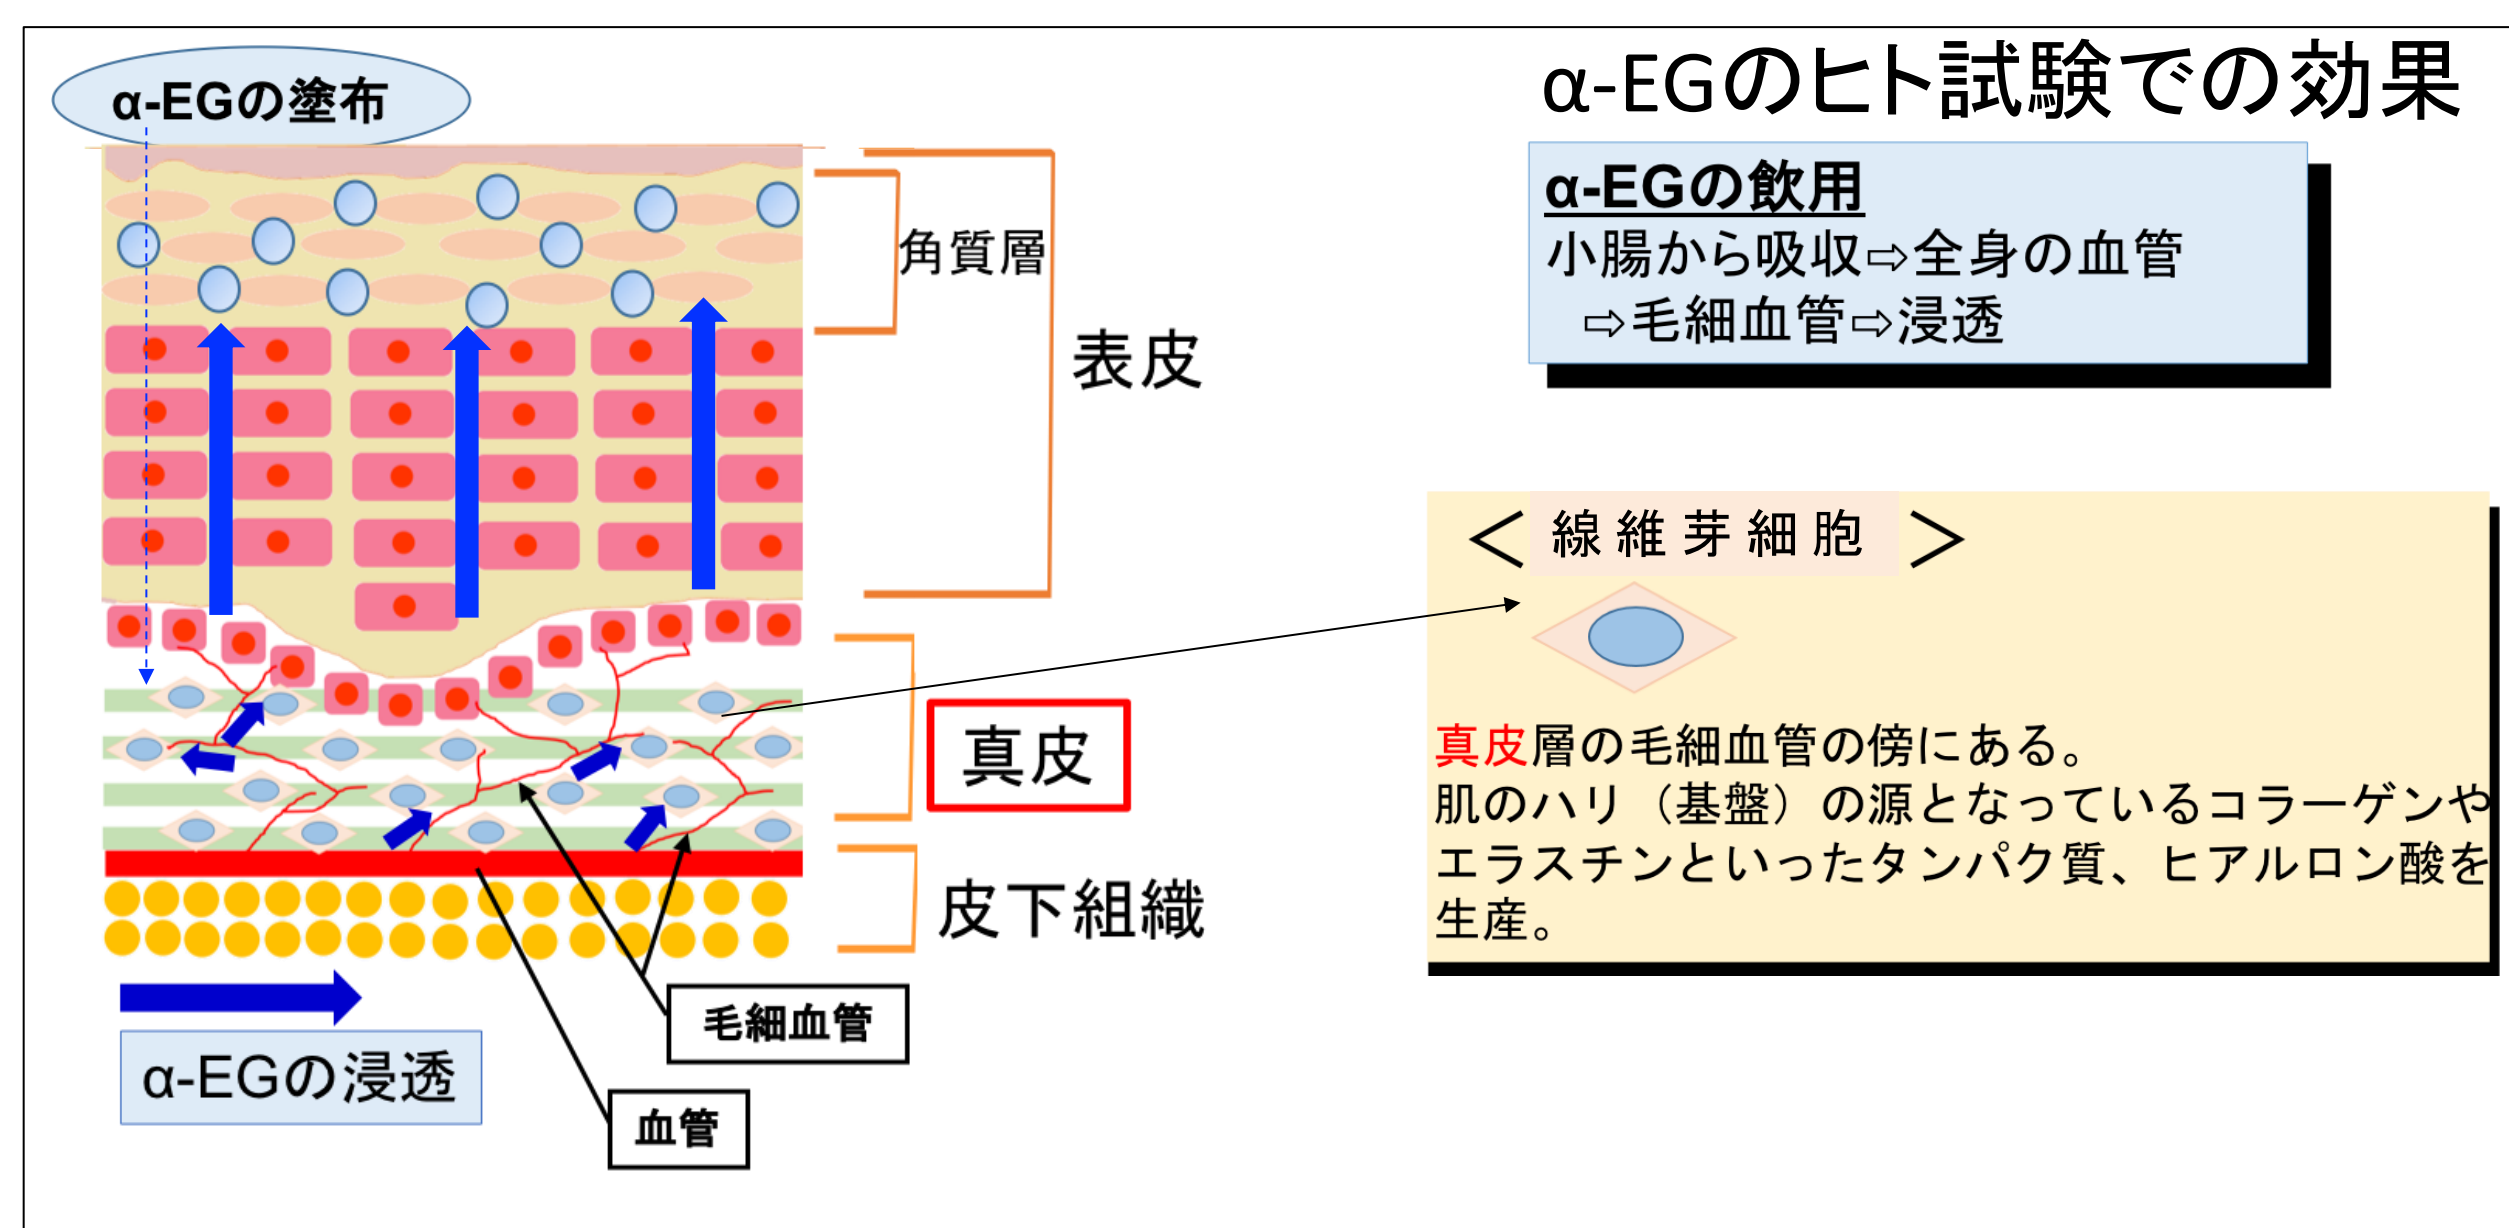 α-EGのヒト試験での効果
α-EGの塗布
角質層
表皮
真皮
皮下組織
毛細血管
血管
α-EGの浸透
α-EGの飲用
小腸から吸収⇨全身の血管
⇨毛細血管⇨浸透
＜線維芽細胞＞
真皮層の毛細血管の傍にある。
肌のハリ（基盤）の源となっているコラーゲンや
エラスチンといったタンパク質、ヒアルロン酸を
生産。